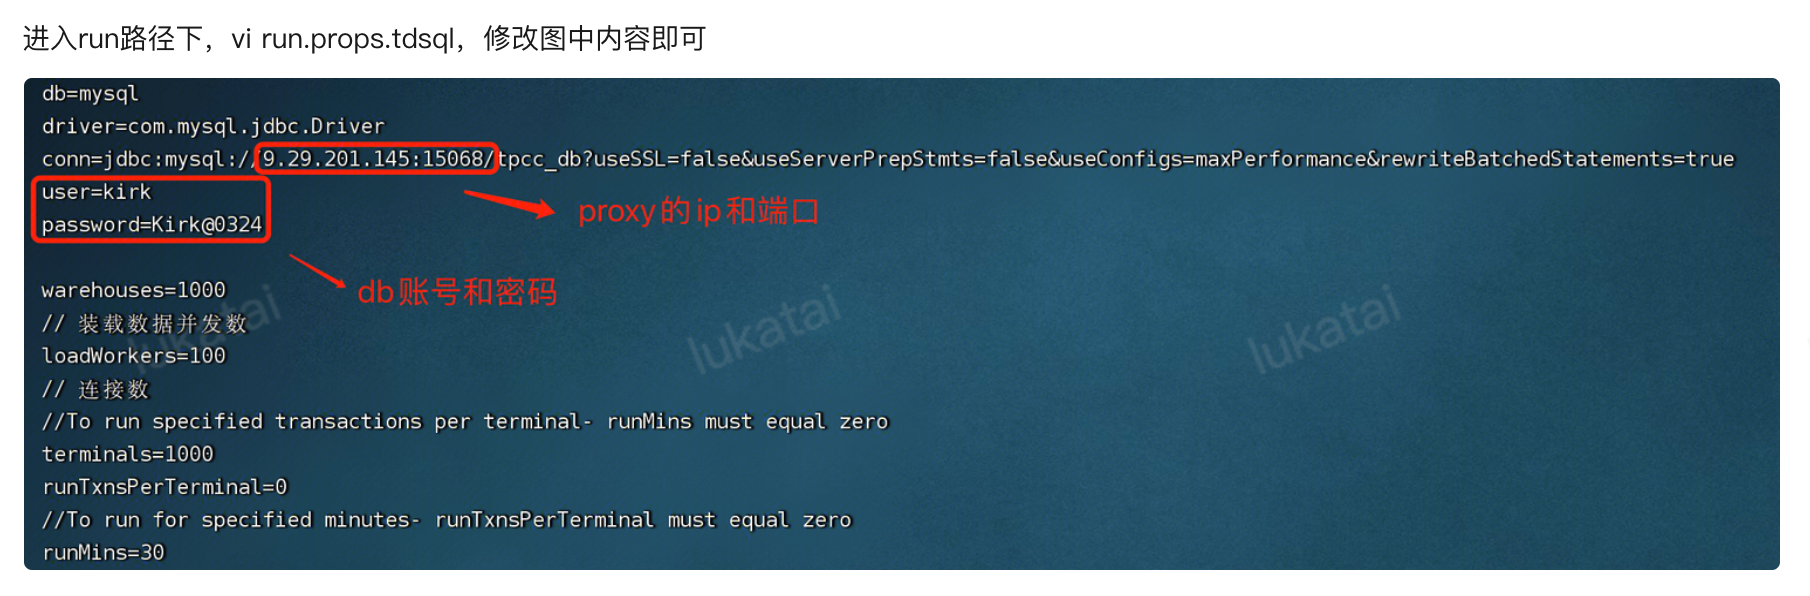 进入run路径下，vi run.props.tdsql，修改图中内容即可
db=mysql
driver=com.mysql.jdbc.Driver
conn=jdbc:mysql://9.29.201.145:15068/tpcc_db?useSSL=false&useServerPrepStmts=false&useConfigs=maxPerformance&rewriteBatchedStatements=true
user=kirk
password=Kirk@0324
proxy的ip和端口
db账号和密码
warehouses=1000
// 装载数据并发数
loadWorkers=100
// 连接数
//To run specified transactions per terminal- runMins must equal zero
terminals=1000
runTxnsPerTerminal=0
//To run for specified minutes- runTxnsPerTerminal must equal zero
runMins=30
lukatai
lukatai
lukatai